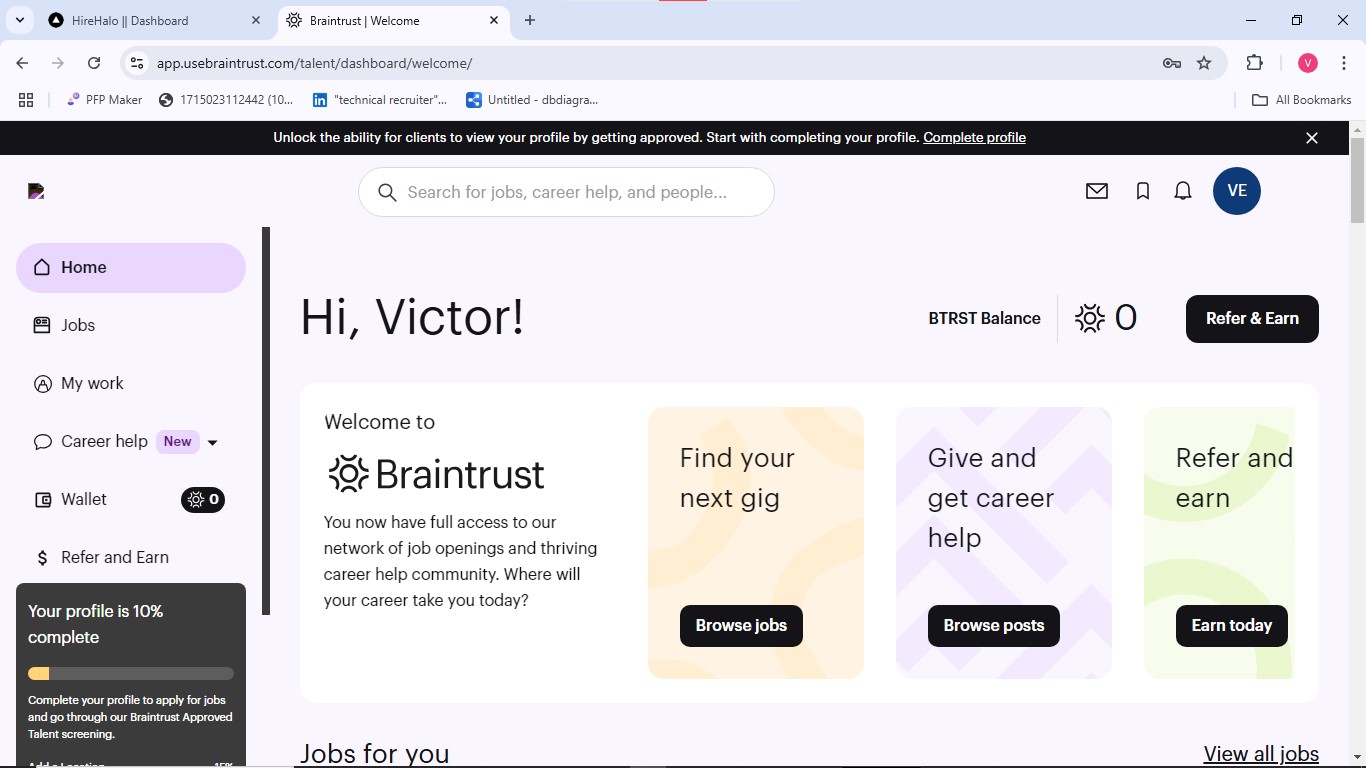 HireHalo || Dashboard
Braintrust | Welcome
app.usebraintrust.com/talent/dashboard/welcome/
V
PFP Maker
1715023112442 (10...
"technical recruiter"...
Untitled - dbdiagra...
All Bookmarks
Unlock the ability for clients to view your profile by getting approved. Start with completing your profile. Complete profile
Search for jobs, career help, and people...
VE
Home
Jobs
My work
Career help New
Wallet 0
Refer and Earn
Your profile is 10%
complete
Complete your profile to apply for jobs
and go through our Braintrust Approved
Talent screening.
Add a Location 15%
Hi, Victor!
BTRST Balance 0
Refer & Earn
Welcome to
Braintrust
You now have full access to our
network of job openings and thriving
career help community. Where will
your career take you today?
Find your
next gig
Browse jobs
Give and
get career
help
Browse posts
Refer and
earn
Earn today
Jobs for you
View all jobs